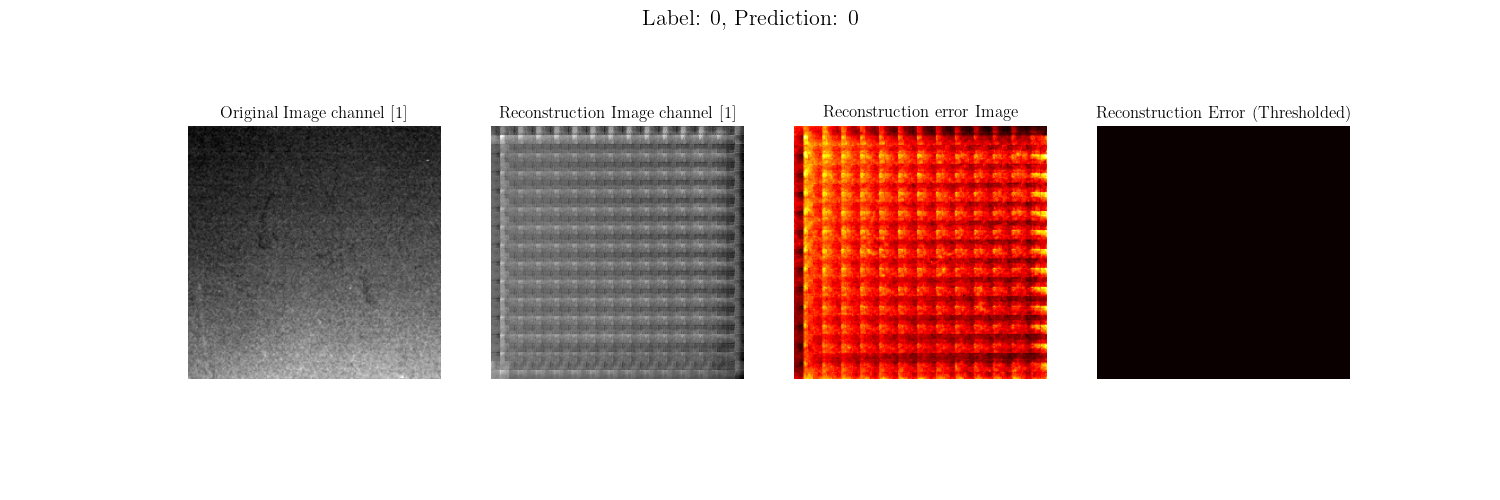 Label: 0, Prediction: 0
Original Image channel [1]
Reconstruction Image channel [1]
Reconstruction error Image
Reconstruction Error (Thresholded)